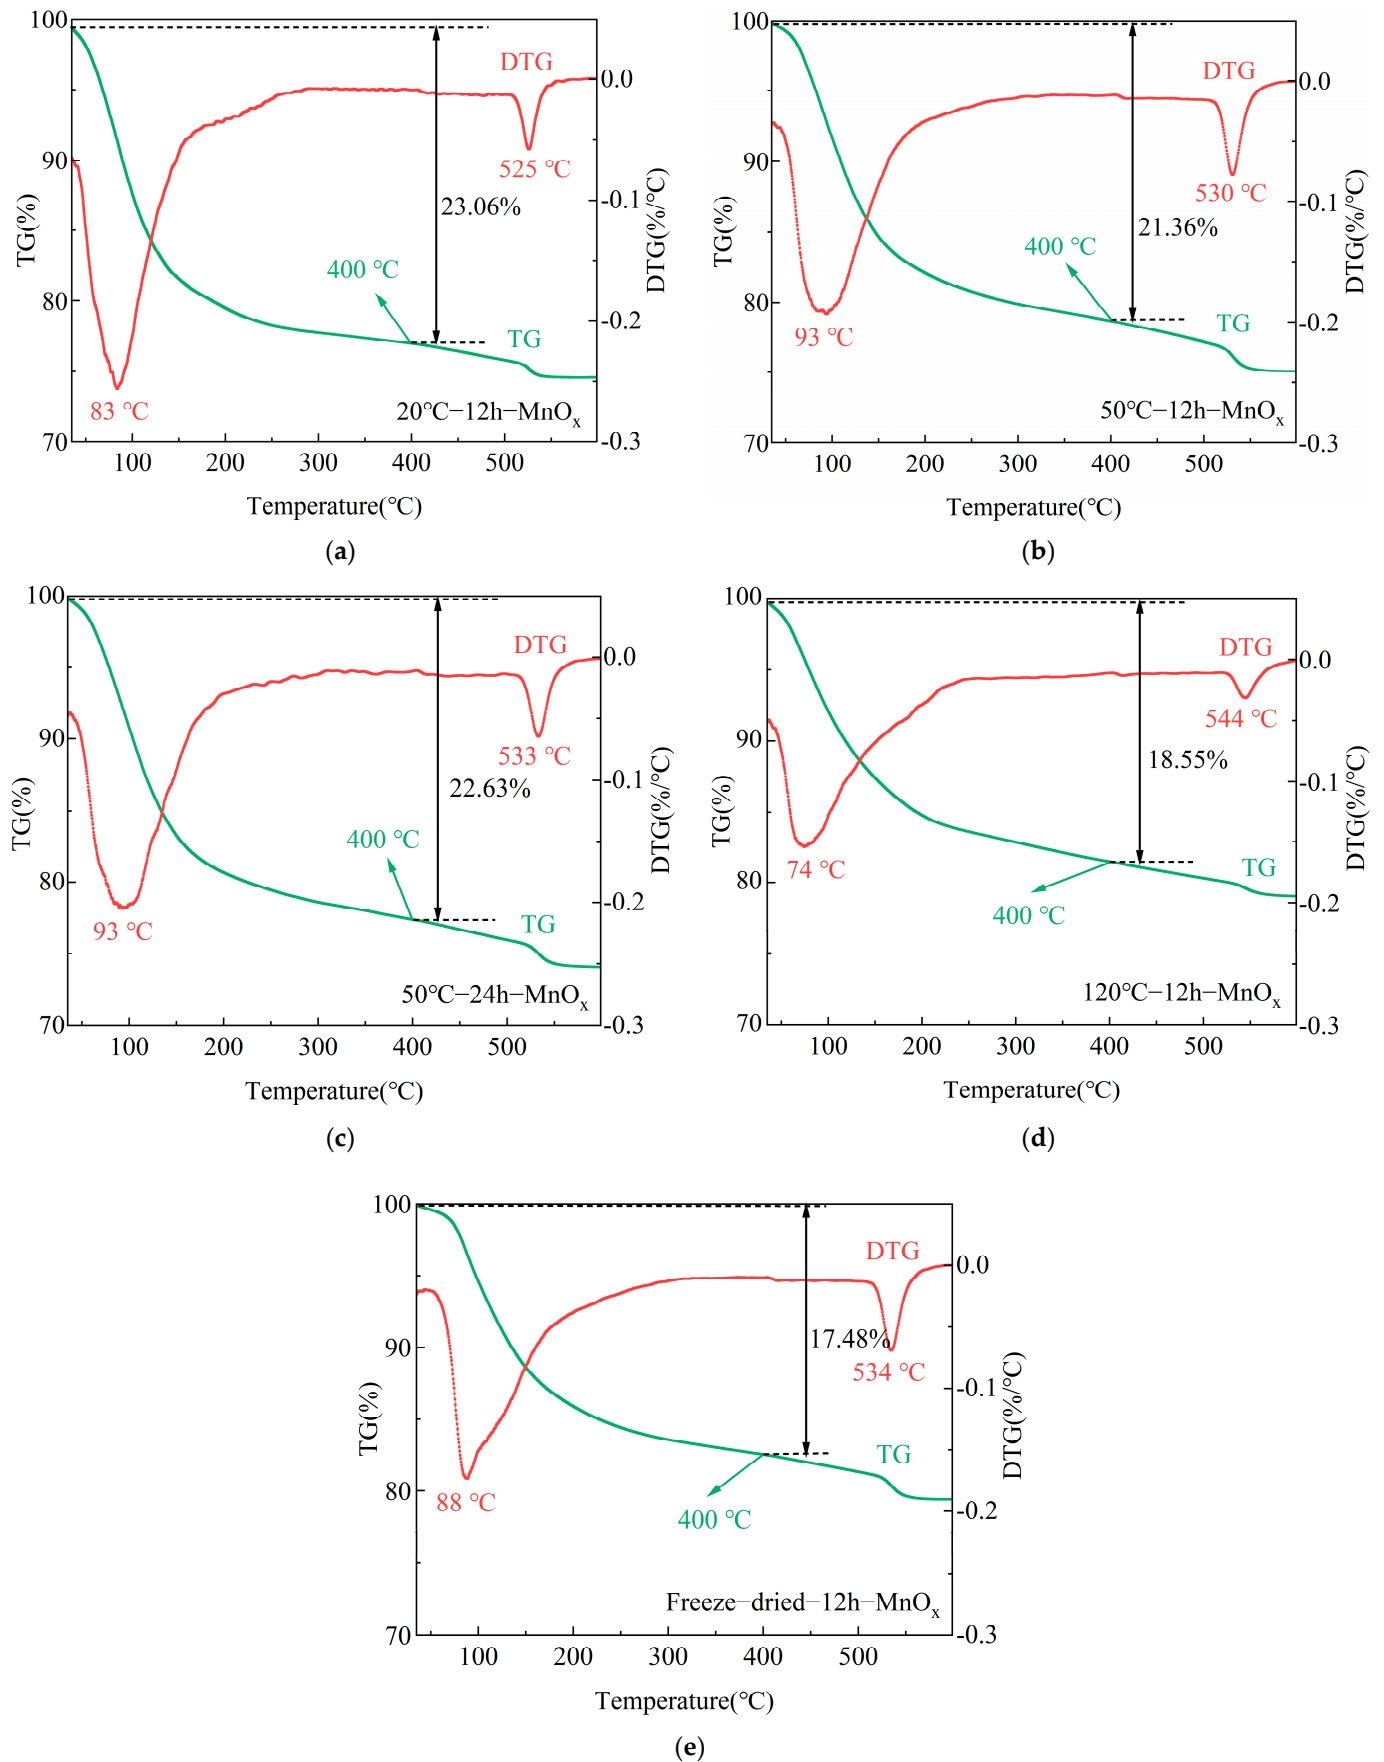 100
DTG
0.0
525 ℃
90
23.06%
-0.1
TG(%)
DTG(%/℃)
400 ℃
80
-0.2
TG
83 ℃
20℃−12h−MnOx
70
-0.3
100 200 300 400 500
Temperature(℃)
(a)
100
DTG
0.0
530 ℃
90
-0.1
TG(%)
21.36%
DTG(%/℃)
400 ℃
80
-0.2
93 ℃
TG
50℃−12h−MnOx
70
-0.3
100 200 300 400 500
Temperature(℃)
(b)
100
DTG
0.0
90
533 ℃
22.63%
-0.1
TG(%)
DTG(%/℃)
400 ℃
80
-0.2
93 ℃
TG
50℃−24h−MnOx
70
-0.3
100 200 300 400 500
Temperature(℃)
(c)
100
DTG
0.0
544 ℃
90
18.55%
-0.1
TG(%)
DTG(%/℃)
74 ℃
TG
80
-0.2
400 ℃
120℃−12h−MnOx
70
-0.3
100 200 300 400 500
Temperature(℃)
(d)
100
DTG
0.0
17.48%
90
534 ℃
-0.1
TG(%)
DTG(%/℃)
TG
80
88 ℃
400 ℃
-0.2
Freeze−dried−12h−MnOx
70
-0.3
100 200 300 400 500
Temperature(℃)
(e)